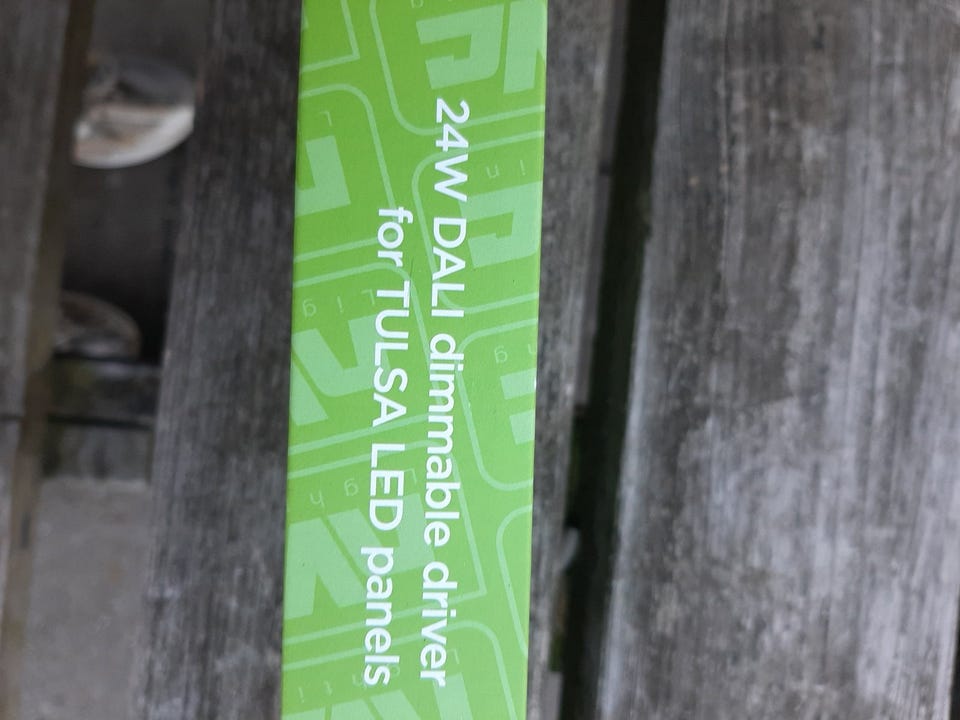 24W DALI dimmable driver
for TULSA LED panels